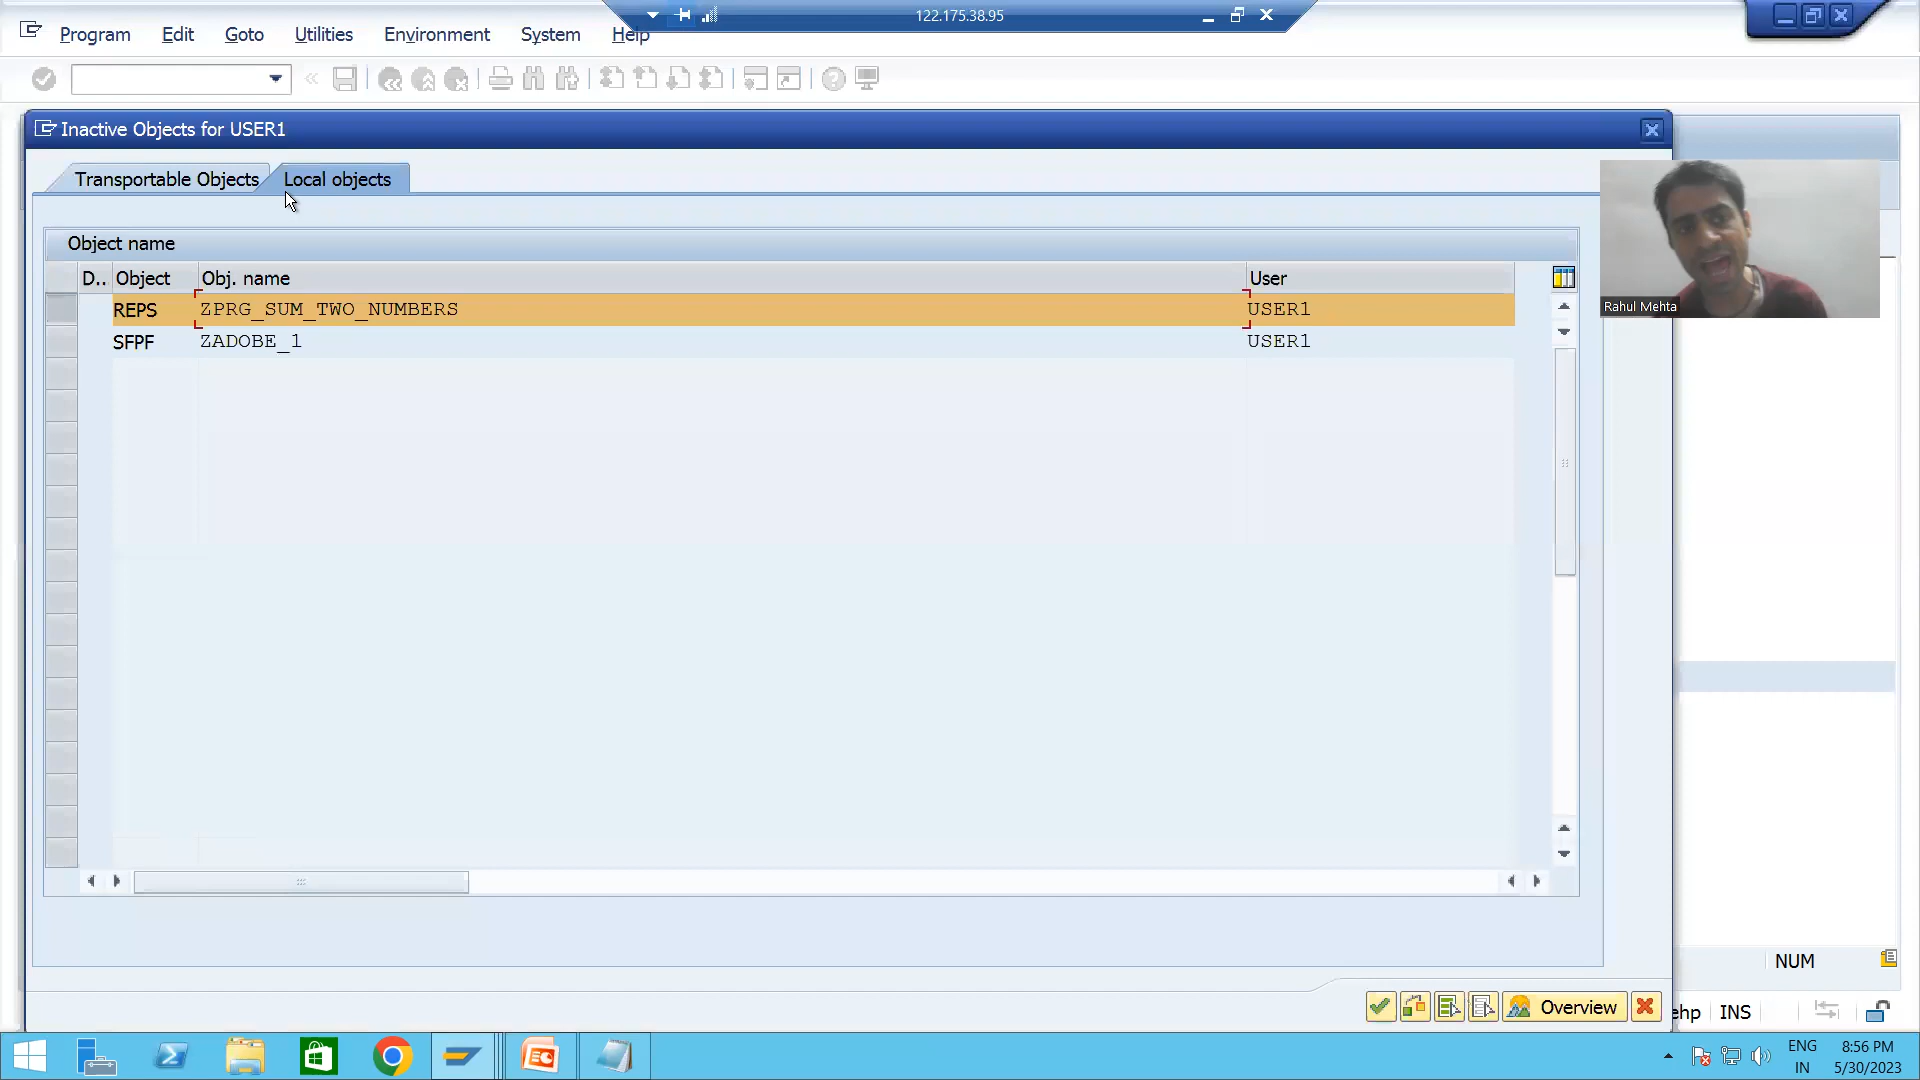 122.175.38.95
Program Edit Goto Utilities Environment System Help
Inactive Objects for USER1
Transportable Objects Local objects
Object name
D.. Object Obj. name User
REPS ZPRG_SUM_TWO_NUMBERS USER1
SFPF ZADOBE_1 USER1
Rahul Mehta
NUM
Overview
ehp INS
ENG 8:56 PM
IN 5/30/2023